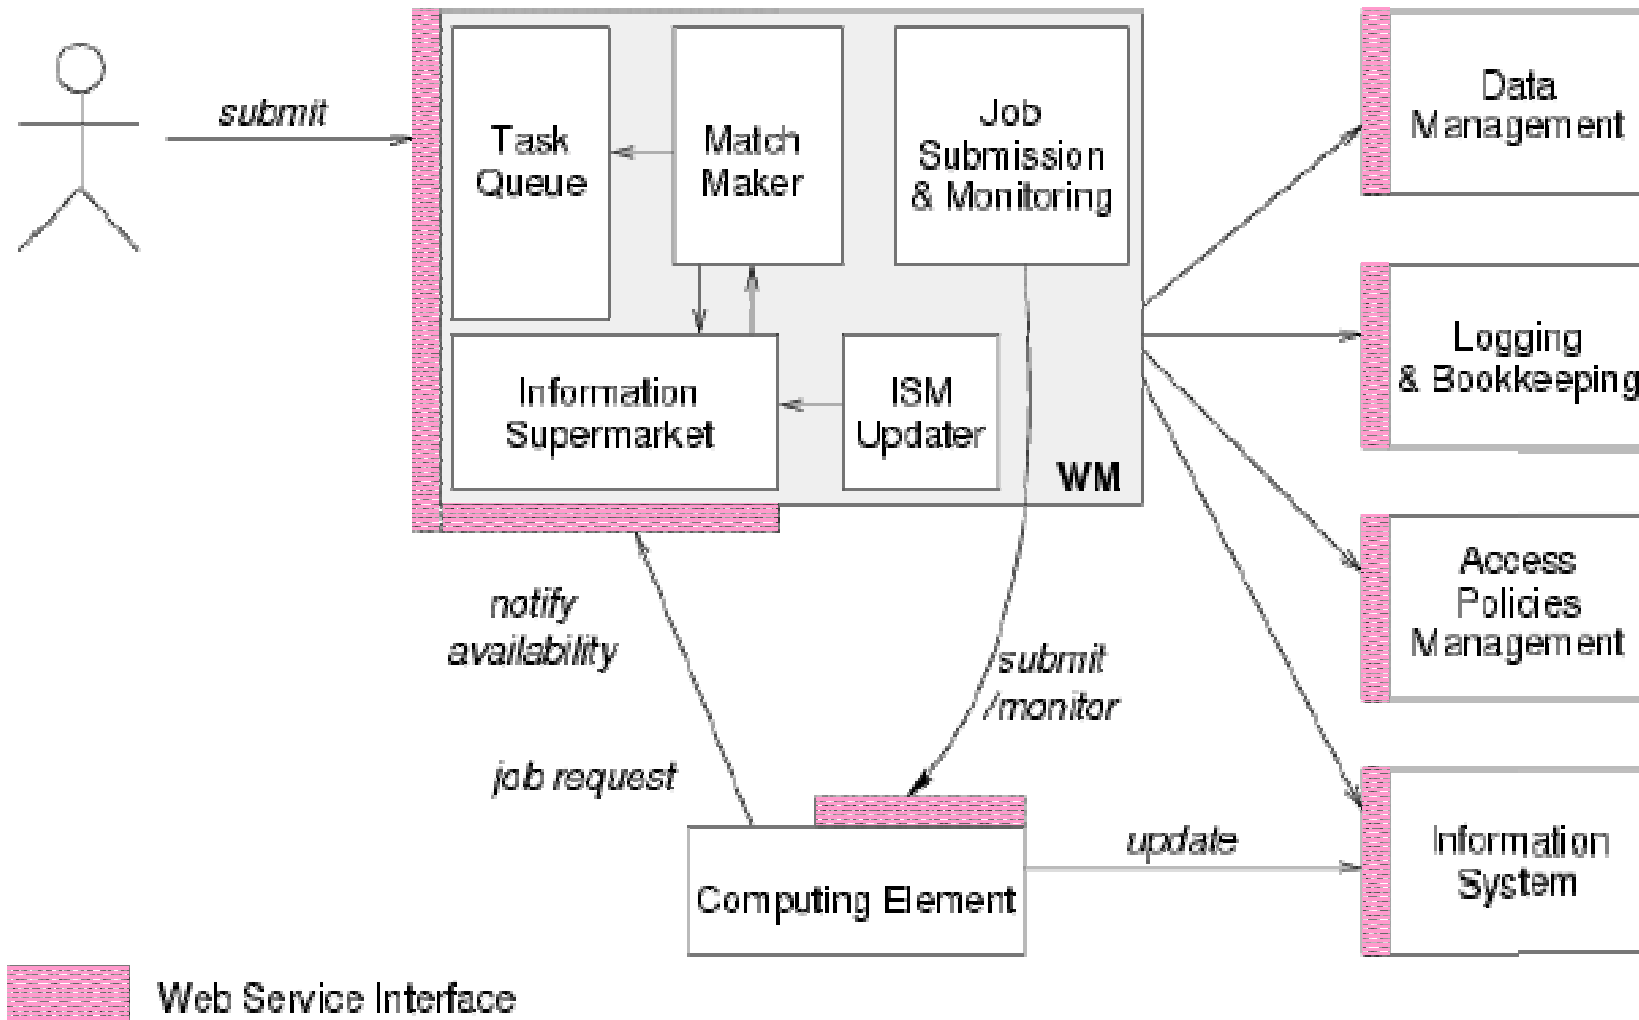 submit
Task
Queue
Match
Maker
Job
Submission
& Monitoring
Information
Supermarket
ISM
Updater
WM
Data
Management
Logging
& Bookkeeping
Access
Policies
Management
Information
System
notify
availability
job request
submit
/monitor
update
Computing Element
Web Service Interface